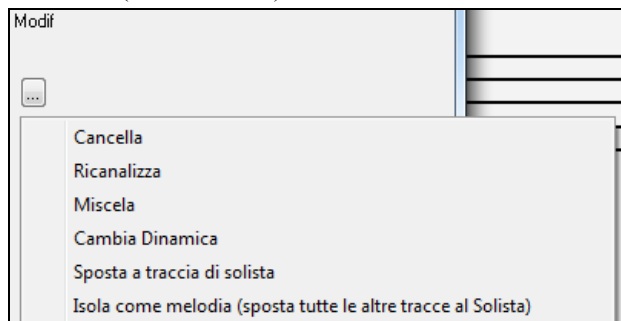 Modif
...
Cancella
Ricanalizza
Miscela
Cambia Dinamica
Sposta a traccia di solista
Isola come melodia (sposta tutte le altre tracce al Solista)